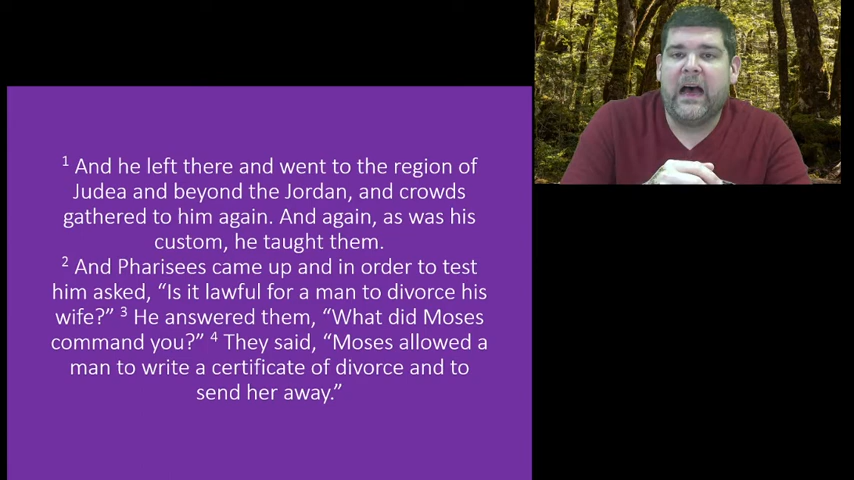 ¹ And he left there and went to the region of
Judea and beyond the Jordan, and crowds
gathered to him again. And again, as was his
custom, he taught them.
² And Pharisees came up and in order to test
him asked, “Is it lawful for a man to divorce his
wife?” ³ He answered them, “What did Moses
command you?” ⁴ They said, “Moses allowed a
man to write a certificate of divorce and to
send her away.”